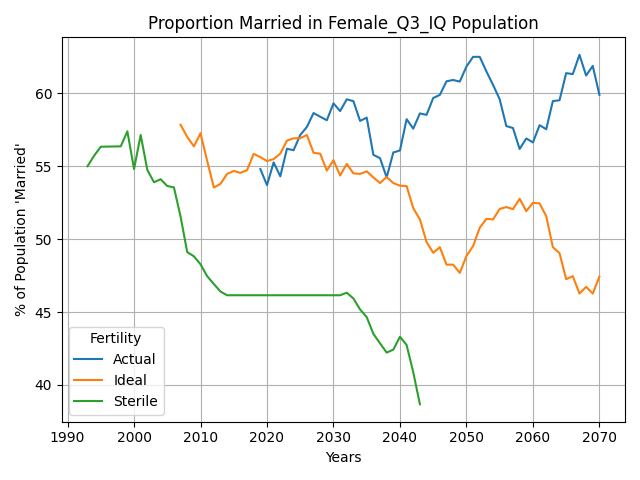 Proportion Married in Female_Q3_IQ Population
% of Population 'Married'
60
55
50
45
40
Fertility
Actual
Ideal
Sterile
1990 2000 2010 2020 2030 2040 2050 2060 2070
Years